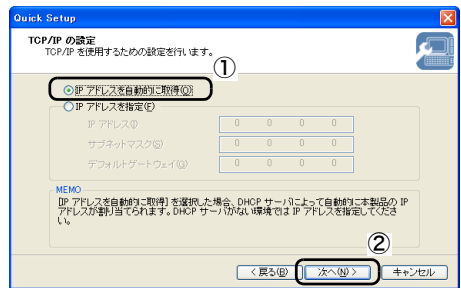 Quick Setup
TCP/IP の設定
TCP/IP を使用するための設定を行います。
①
IP アドレスを自動的に取得(O)
IP アドレスを指定(F)
IP アドレス(I)
0 0 0 0
サブネットマスク(S)
0 0 0 0
デフォルトゲートウェイ(G)
0 0 0 0
MEMO
[IP アドレスを自動的に取得] を選択した場合、DHCP サーバによって自動的に本製品の IP
アドレスが割り当てられます。DHCP サーバがない環境では IP アドレスを指定してくださ
い。
②
< 戻る(B)
次へ(N) >
キャンセル